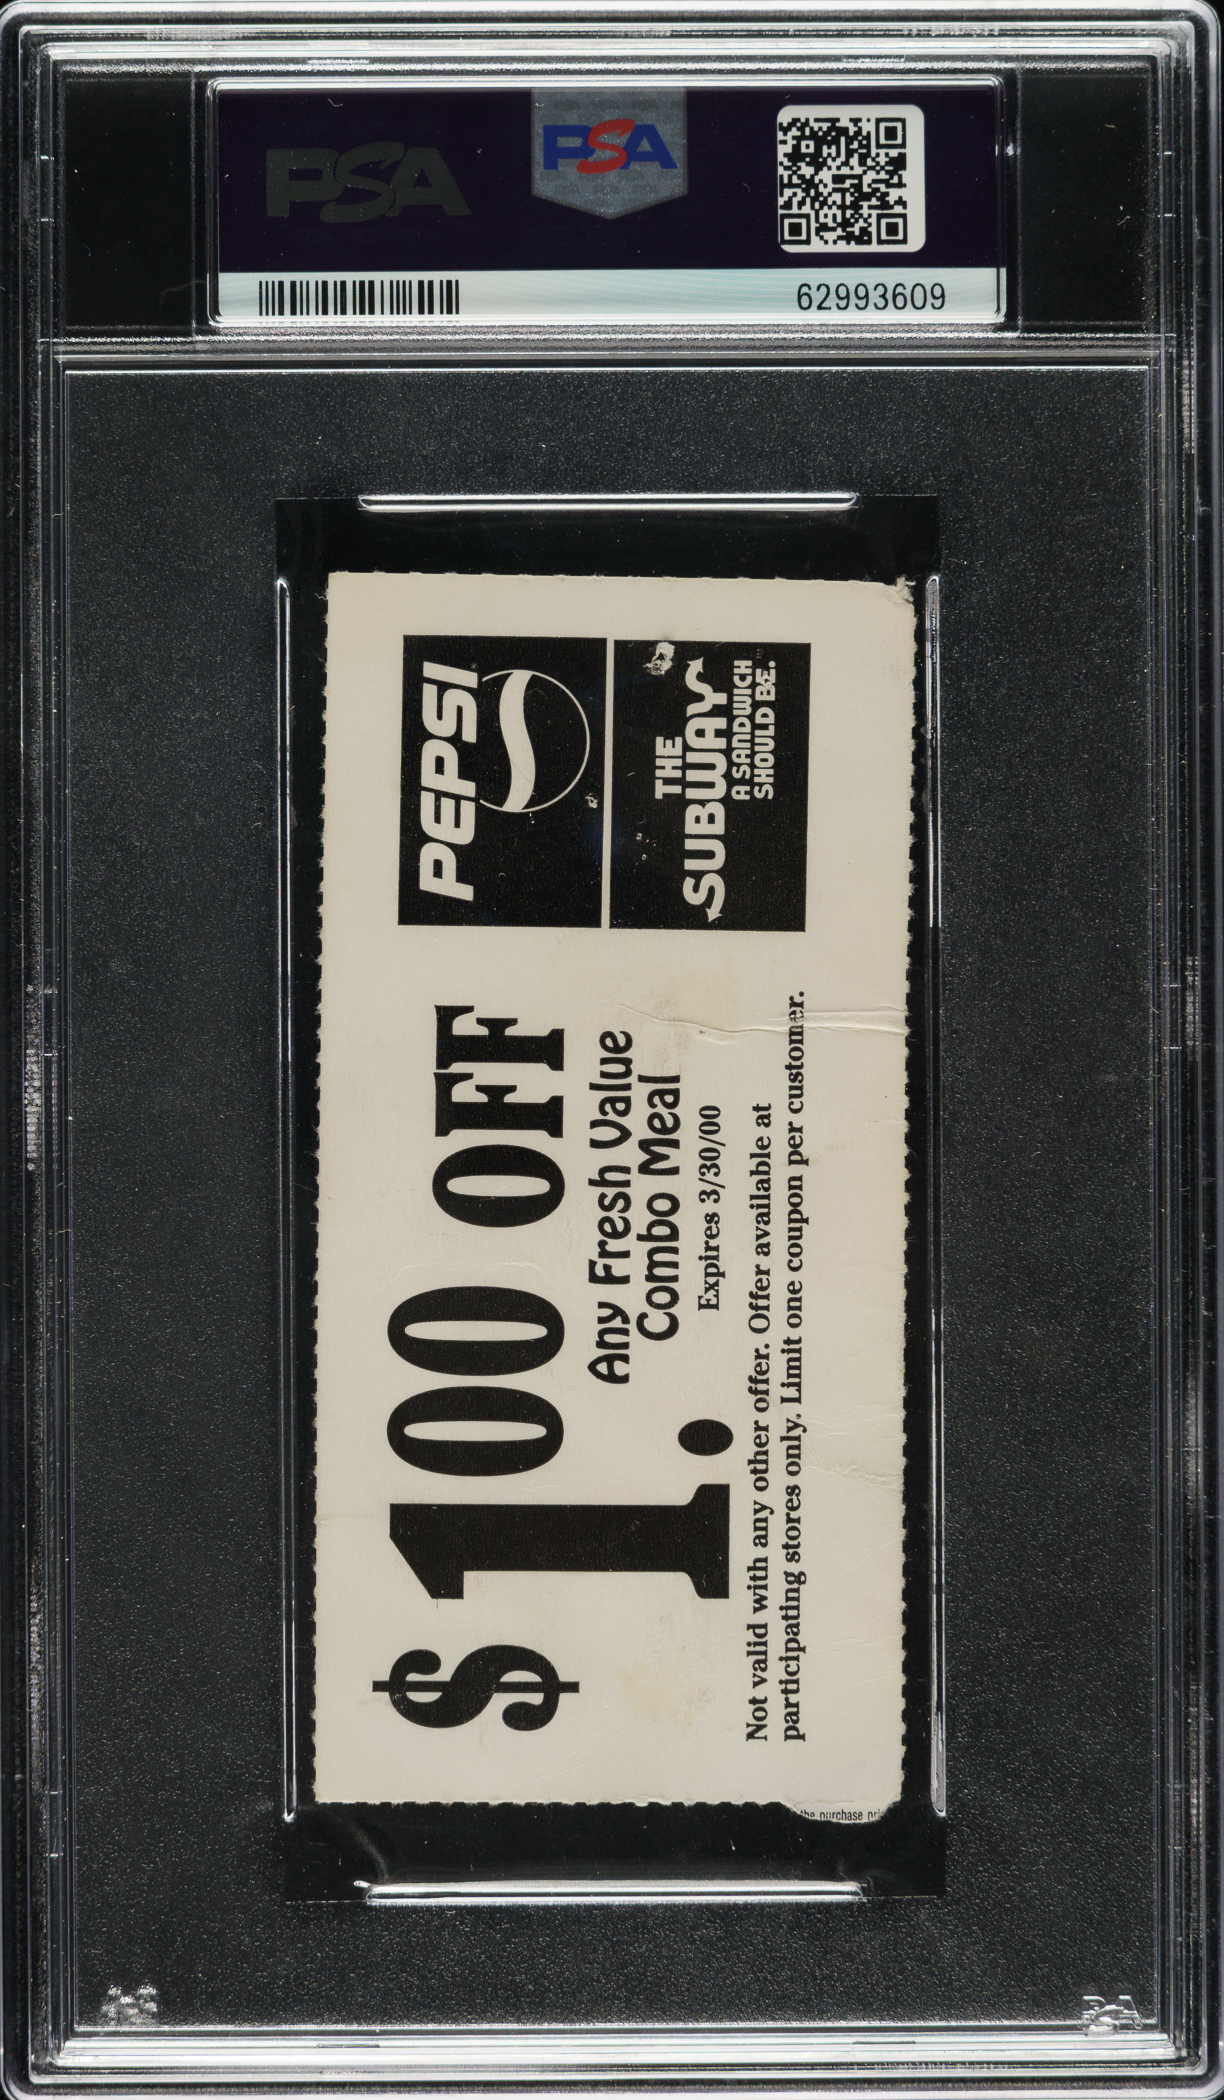 PSA
PSA
62993609
PEPSI
THE
SUBWAY
A SANDWICH
SHOULD BE.
$1.00 OFF
Any Fresh Value
Combo Meal
Expires 3/30/00
Not valid with any other offer. Offer available at
participating stores only. Limit one coupon per customer.
the purchase